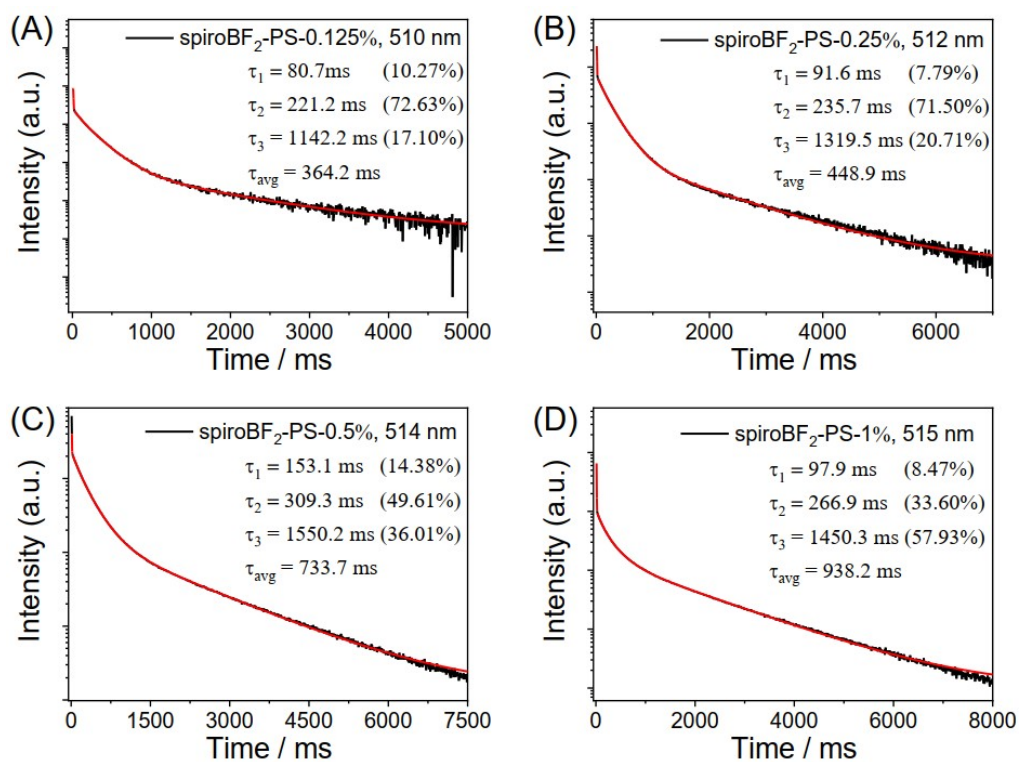 (A)
spiroBF₂-PS-0.125%, 510 nm
τ₁ = 80.7ms (10.27%)
τ₂ = 221.2 ms (72.63%)
τ₃ = 1142.2 ms (17.10%)
τavg = 364.2 ms
Intensity (a.u.)
0 1000 2000 3000 4000 5000
Time / ms
(B)
spiroBF₂-PS-0.25%, 512 nm
τ₁ = 91.6 ms (7.79%)
τ₂ = 235.7 ms (71.50%)
τ₃ = 1319.5 ms (20.71%)
τavg = 448.9 ms
Intensity (a.u.)
0 2000 4000 6000
Time / ms
(C)
spiroBF₂-PS-0.5%, 514 nm
τ₁ = 153.1 ms (14.38%)
τ₂ = 309.3 ms (49.61%)
τ₃ = 1550.2 ms (36.01%)
τavg = 733.7 ms
Intensity (a.u.)
0 1500 3000 4500 6000 7500
Time / ms
(D)
spiroBF₂-PS-1%, 515 nm
τ₁ = 97.9 ms (8.47%)
τ₂ = 266.9 ms (33.60%)
τ₃ = 1450.3 ms (57.93%)
τavg = 938.2 ms
Intensity (a.u.)
0 2000 4000 6000 8000
Time / ms